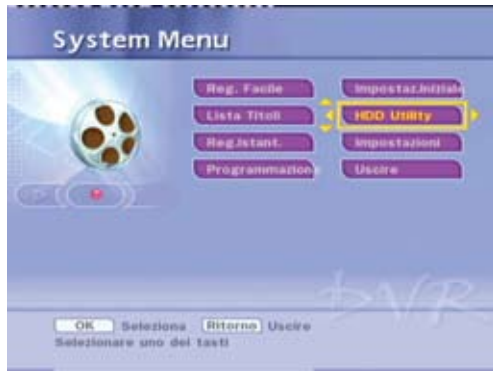 System Menu
Reg. Facile
Impostaz.Iniziale
Lista Titoli
HDD Utility
Reg.Istant.
Impostazioni
Programmazione
Uscire
DVR
OK Seleziona Ritorno Uscire
Selezionare uno dei tasti